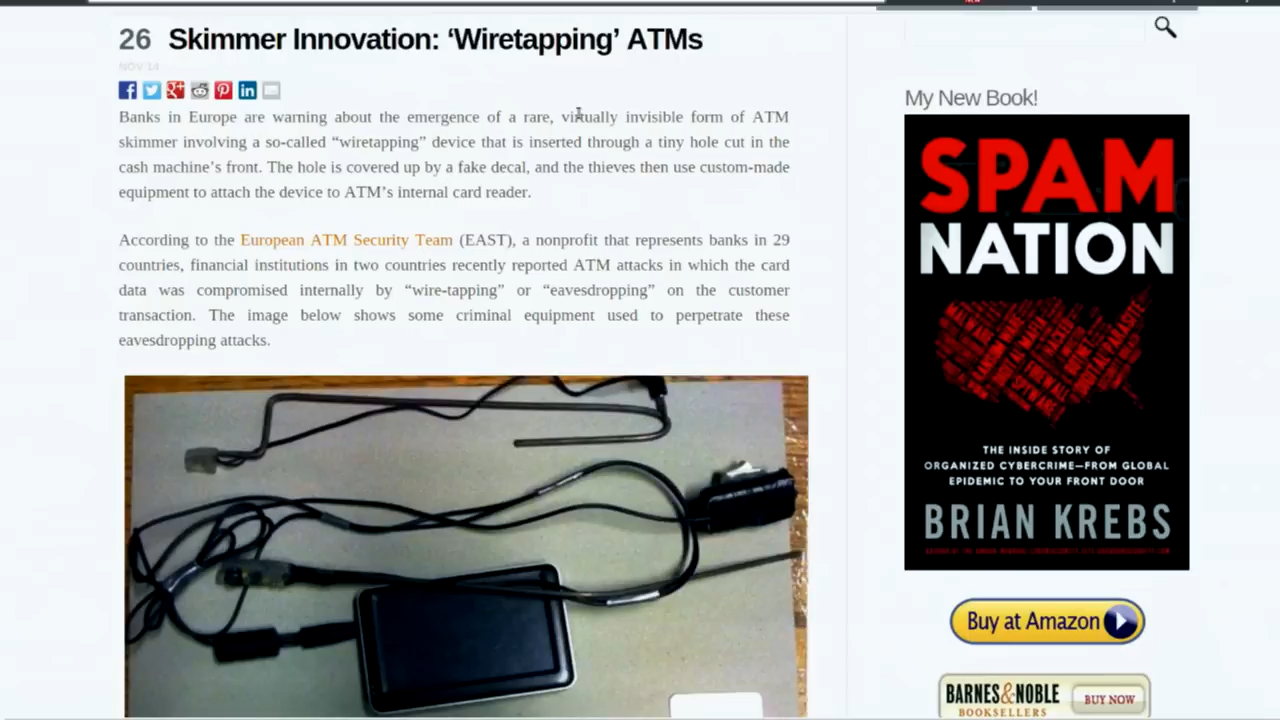 26 Skimmer Innovation: ‘Wiretapping’ ATMs
NOV 14
Banks in Europe are warning about the emergence of a rare, virtually invisible form of ATM
skimmer involving a so-called “wiretapping” device that is inserted through a tiny hole cut in the
cash machine’s front. The hole is covered up by a fake decal, and the thieves then use custom-made
equipment to attach the device to ATM’s internal card reader.
According to the European ATM Security Team (EAST), a nonprofit that represents banks in 29
countries, financial institutions in two countries recently reported ATM attacks in which the card
data was compromised internally by “wire-tapping” or “eavesdropping” on the customer
transaction. The image below shows some criminal equipment used to perpetrate these
eavesdropping attacks.
My New Book!
SPAM
NATION
THE INSIDE STORY OF
ORGANIZED CYBERCRIME—FROM GLOBAL
EPIDEMIC TO YOUR FRONT DOOR
BRIAN KREBS
Buy at Amazon
BARNES&NOBLE
BOOKSELLERS
BUY NOW